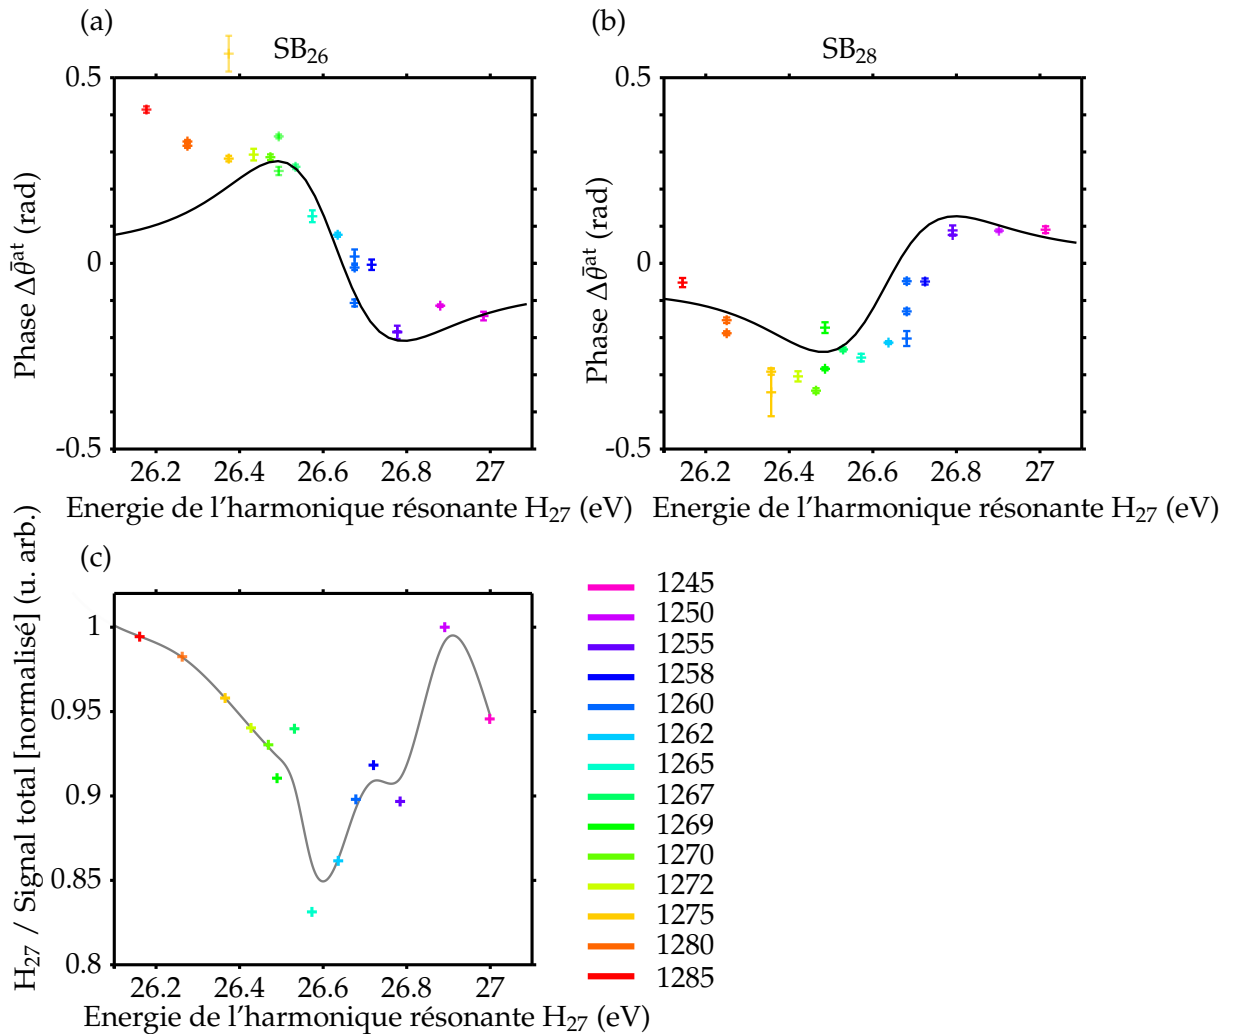 (a)
SB26
(b)
SB28
Phase Δθ̄ᵃᵗ (rad)
0.5
0
-0.5
26.2 26.4 26.6 26.8 27
Energie de l'harmonique résonante H27 (eV)
Phase Δθ̄ᵃᵗ (rad)
0.5
0
-0.5
26.2 26.4 26.6 26.8 27
Energie de l'harmonique résonante H27 (eV)
(c)
H27 / Signal total [normalisé] (u. arb.)
1
0.95
0.9
0.85
0.8
26.2 26.4 26.6 26.8 27
Energie de l'harmonique résonante H27 (eV)
1245
1250
1255
1258
1260
1262
1265
1267
1269
1270
1272
1275
1280
1285